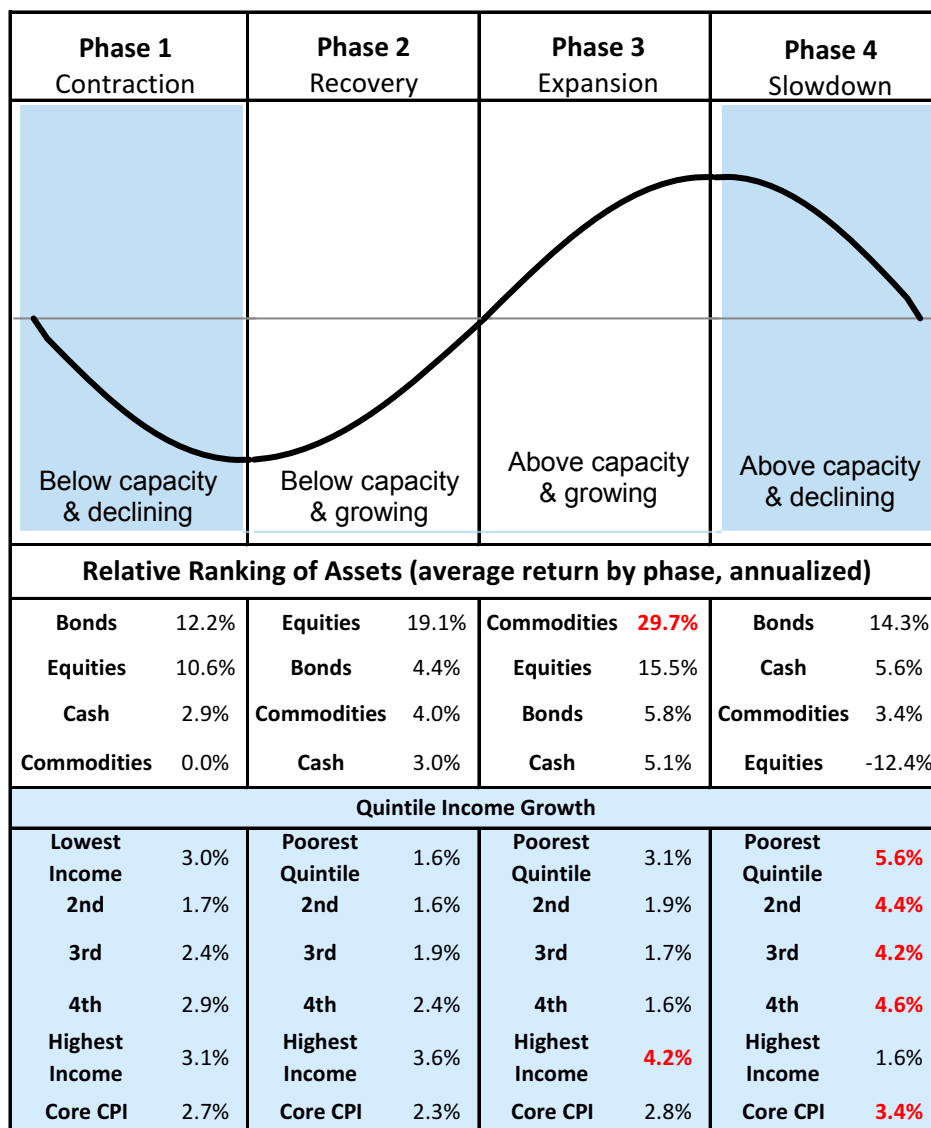 Phase 1
Contraction
Phase 2
Recovery
Phase 3
Expansion
Phase 4
Slowdown
Below capacity
& declining
Below capacity
& growing
Above capacity
& growing
Above capacity
& declining
Relative Ranking of Assets (average return by phase, annualized)
Bonds 12.2% Equities 19.1% Commodities 29.7% Bonds 14.3%
Equities 10.6% Bonds 4.4% Equities 15.5% Cash 5.6%
Cash 2.9% Commodities 4.0% Bonds 5.8% Commodities 3.4%
Commodities 0.0% Cash 3.0% Cash 5.1% Equities -12.4%
Quintile Income Growth
Lowest Income 3.0% Poorest Quintile 1.6% Poorest Quintile 3.1% Poorest Quintile 5.6%
2nd 1.7% 2nd 1.6% 2nd 1.9% 2nd 4.4%
3rd 2.4% 3rd 1.9% 3rd 1.7% 3rd 4.2%
4th 2.9% 4th 2.4% 4th 1.6% 4th 4.6%
Highest Income 3.1% Highest Income 3.6% Highest Income 4.2% Highest Income 1.6%
Core CPI 2.7% Core CPI 2.3% Core CPI 2.8% Core CPI 3.4%